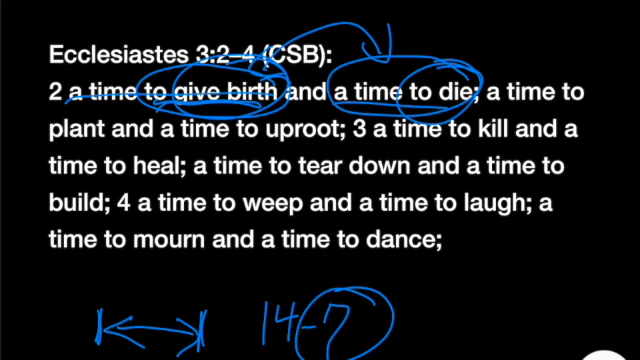 Ecclesiastes 3:2-4 (CSB):
2 a time to give birth and a time to die; a time to
plant and a time to uproot; 3 a time to kill and a
time to heal; a time to tear down and a time to
build; 4 a time to weep and a time to laugh; a
time to mourn and a time to dance;
14-7